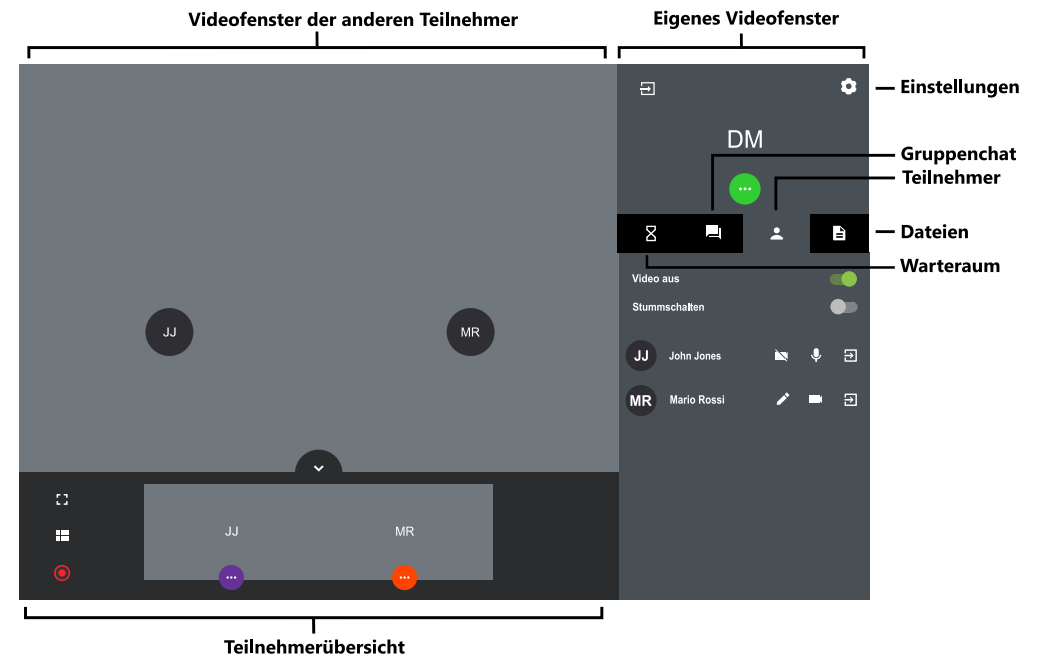 Videofenster der anderen Teilnehmer
Eigenes Videofenster
Einstellungen
DM
Gruppenchat
Teilnehmer
Dateien
Warteraum
Video aus
Stummschalten
JJ
MR
JJ John Jones
MR Mario Rossi
JJ
MR
Teilnehmerübersicht